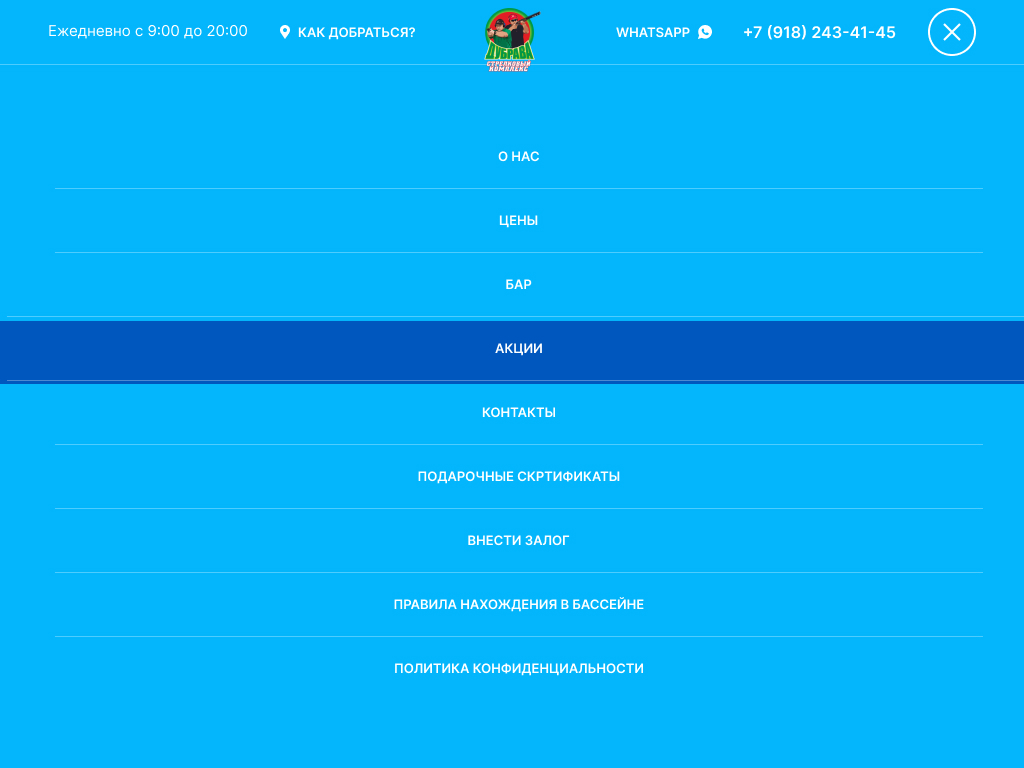 Ежедневно с 9:00 до 20:00
КАК ДОБРАТЬСЯ?
ДУБРАВА
СТРЕЛКОВЫЙ
КОМПЛЕКС
WHATSAPP
+7 (918) 243-41-45
О НАС
ЦЕНЫ
БАР
АКЦИИ
КОНТАКТЫ
ПОДАРОЧНЫЕ СКРТИФИКАТЫ
ВНЕСТИ ЗАЛОГ
ПРАВИЛА НАХОЖДЕНИЯ В БАССЕЙНЕ
ПОЛИТИКА КОНФИДЕНЦИАЛЬНОСТИ